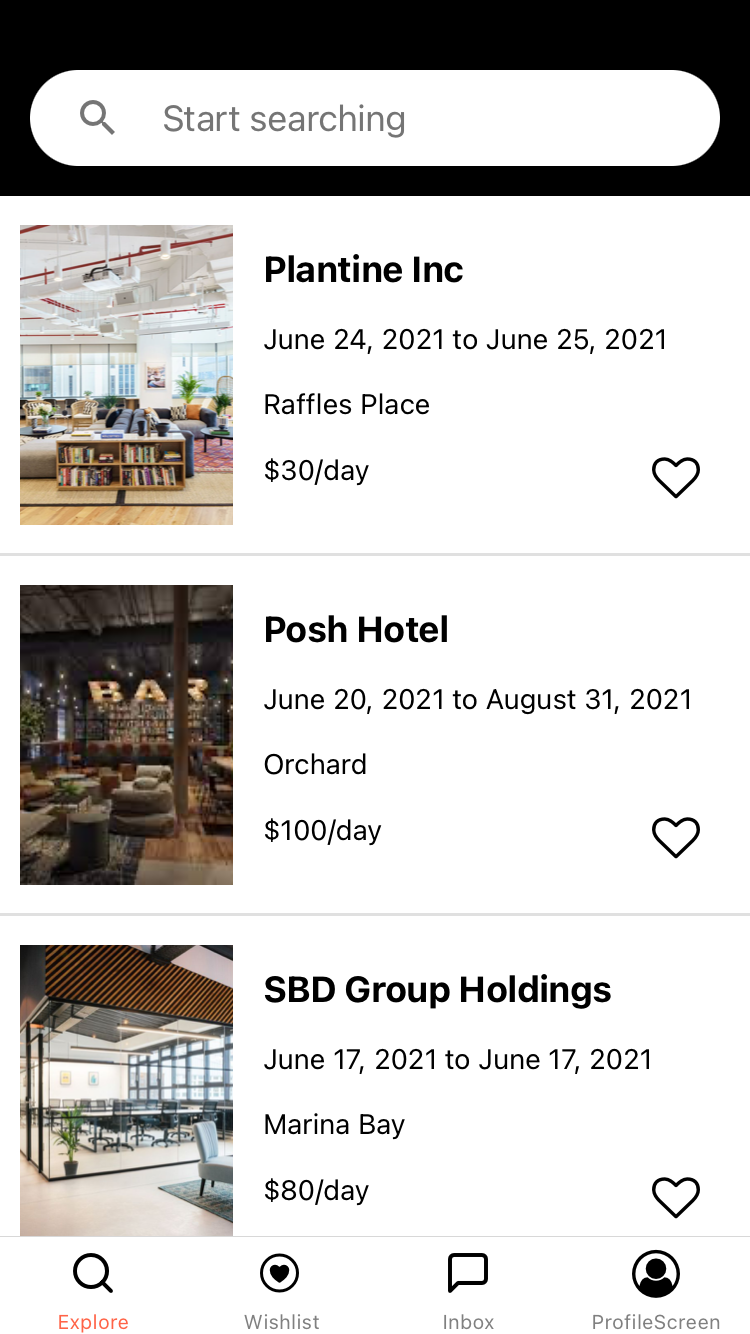 Start searching
Plantine Inc
June 24, 2021 to June 25, 2021
Raffles Place
$30/day
BAR
Posh Hotel
June 20, 2021 to August 31, 2021
Orchard
$100/day
SBD Group Holdings
June 17, 2021 to June 17, 2021
Marina Bay
$80/day
Explore
Wishlist
Inbox
ProfileScreen